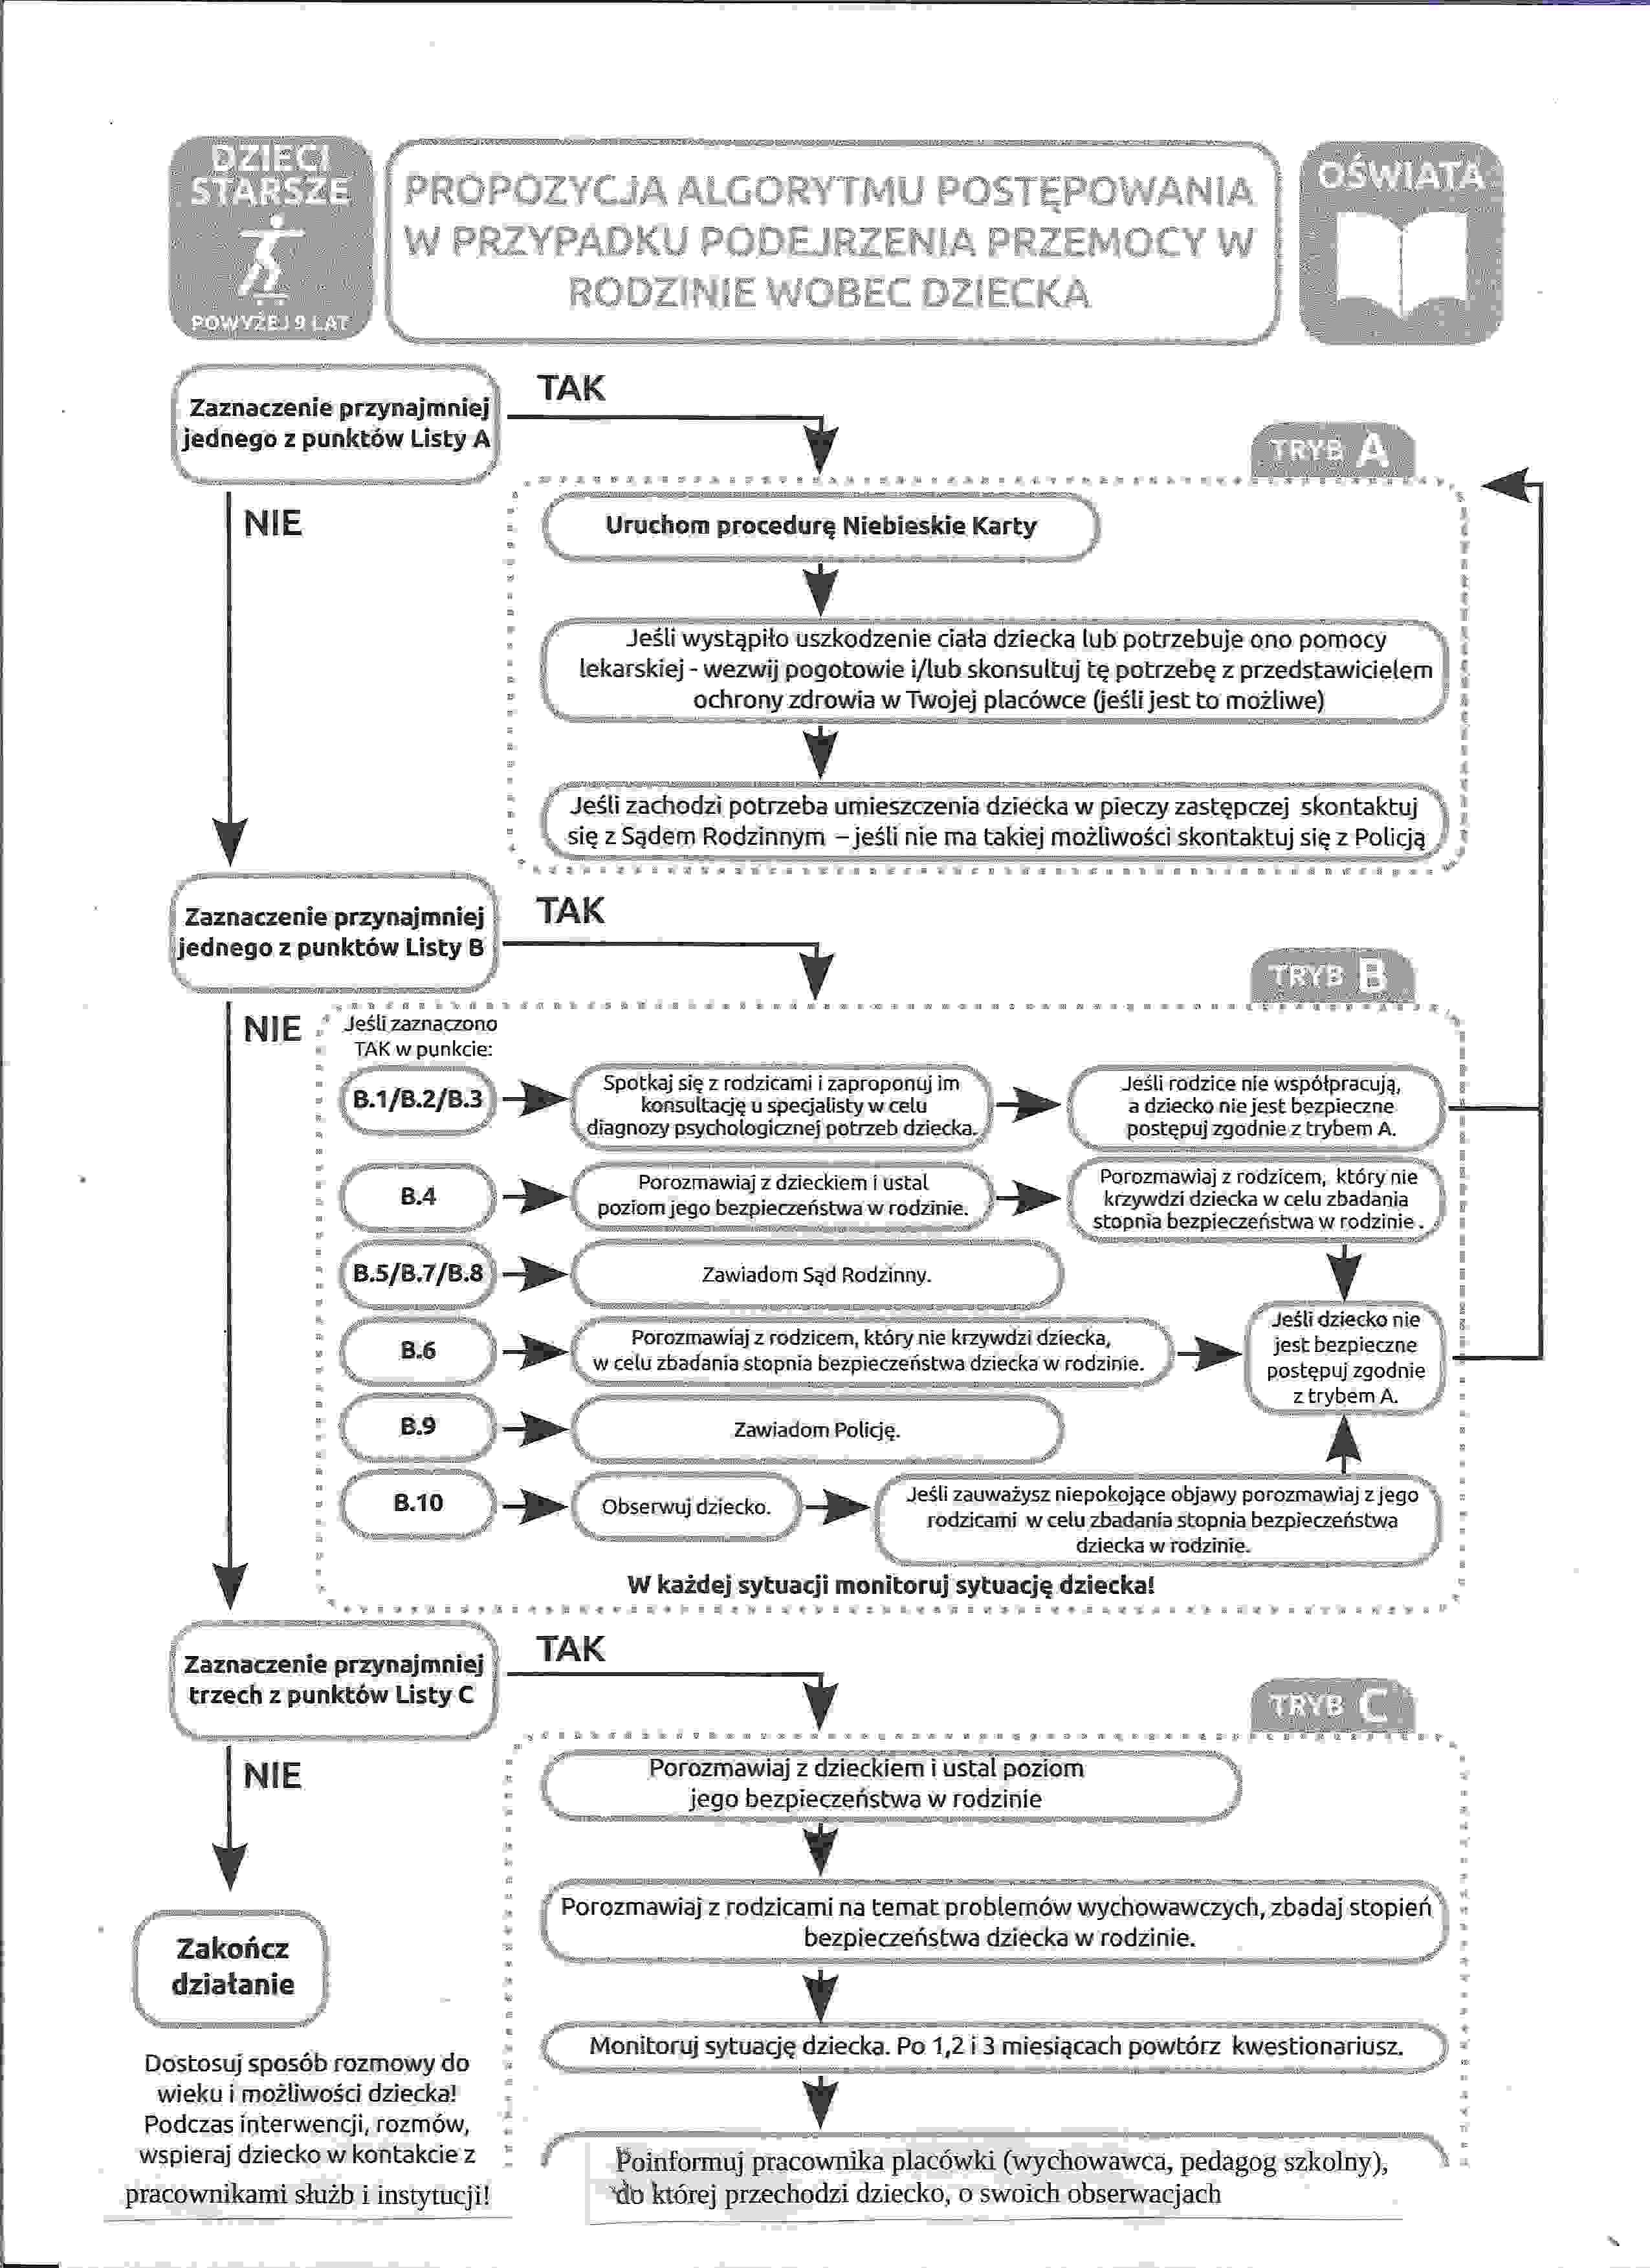 DZIECI
STARSZE
POWYŻEJ 9 LAT
PROPOZYCJA ALGORYTMU POSTĘPOWANIA
W PRZYPADKU PODEJRZENIA PRZEMOCY W
RODZINIE WOBEC DZIECKA
OŚWIATA
Zaznaczenie przynajmniej
jednego z punktów Listy A
TAK
NIE
TRYB A
Uruchom procedurę Niebieskie Karty
Jeśli wystąpiło uszkodzenie ciała dziecka lub potrzebuje ono pomocy
lekarskiej - wezwij pogotowie i/lub skonsultuj tę potrzebę z przedstawicielem
ochrony zdrowia w Twojej placówce (jeśli jest to możliwe)
Jeśli zachodzi potrzeba umieszczenia dziecka w pieczy zastępczej skontaktuj
się z Sądem Rodzinnym – jeśli nie ma takiej możliwości skontaktuj się z Policją
Zaznaczenie przynajmniej
jednego z punktów Listy B
TAK
NIE
TRYB B
Jeśli zaznaczono
TAK w punkcie:
B.1/B.2/B.3
Spotkaj się z rodzicami i zaproponuj im
konsultację u specjalisty w celu
diagnozy psychologicznej potrzeb dziecka.
Jeśli rodzice nie współpracują,
a dziecko nie jest bezpieczne
postępuj zgodnie z trybem A.
B.4
Porozmawiaj z dzieckiem i ustal
poziom jego bezpieczeństwa w rodzinie.
Porozmawiaj z rodzicem, który nie
krzywdzi dziecka w celu zbadania
stopnia bezpieczeństwa w rodzinie .
B.5/B.7/B.8
Zawiadom Sąd Rodzinny.
B.6
Porozmawiaj z rodzicem, który nie krzywdzi dziecka,
w celu zbadania stopnia bezpieczeństwa dziecka w rodzinie.
Jeśli dziecko nie
jest bezpieczne
postępuj zgodnie
z trybem A.
B.9
Zawiadom Policję.
B.10
Obserwuj dziecko.
Jeśli zauważysz niepokojące objawy porozmawiaj z jego
rodzicami w celu zbadania stopnia bezpieczeństwa
dziecka w rodzinie.
W każdej sytuacji monitoruj sytuację dziecka!
Zaznaczenie przynajmniej
trzech z punktów Listy C
TAK
NIE
TRYB C
Porozmawiaj z dzieckiem i ustal poziom
jego bezpieczeństwa w rodzinie
Porozmawiaj z rodzicami na temat problemów wychowawczych, zbadaj stopień
bezpieczeństwa dziecka w rodzinie.
Monitoruj sytuację dziecka. Po 1,2 i 3 miesiącach powtórz kwestionariusz.
Poinformuj pracownika placówki (wychowawca, pedagog szkolny),
do której przechodzi dziecko, o swoich obserwacjach
Zakończ
działanie
Dostosuj sposób rozmowy do
wieku i możliwości dziecka!
Podczas interwencji, rozmów,
wspieraj dziecko w kontakcie z
pracownikami służb i instytucji!